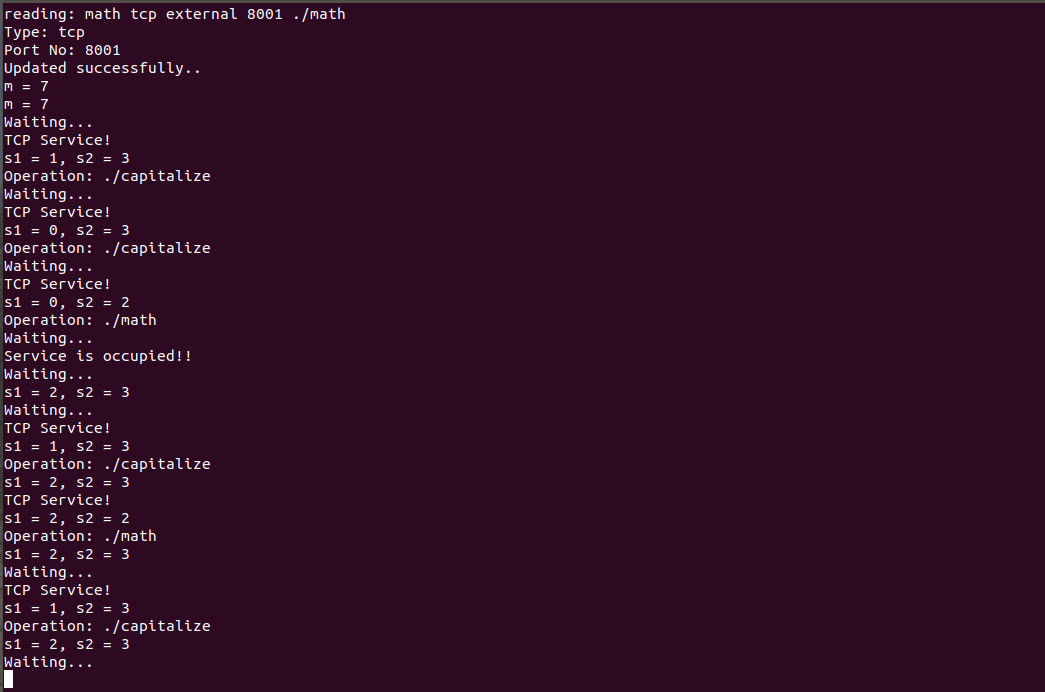 reading: math tcp external 8001 ./math
Type: tcp
Port No: 8001
Updated successfully..
m = 7
m = 7
Waiting...
TCP Service!
s1 = 1, s2 = 3
Operation: ./capitalize
Waiting...
TCP Service!
s1 = 0, s2 = 3
Operation: ./capitalize
Waiting...
TCP Service!
s1 = 0, s2 = 2
Operation: ./math
Waiting...
Service is occupied!!
Waiting...
s1 = 2, s2 = 3
Waiting...
TCP Service!
s1 = 1, s2 = 3
Operation: ./capitalize
s1 = 2, s2 = 3
TCP Service!
s1 = 2, s2 = 2
Operation: ./math
s1 = 2, s2 = 3
Waiting...
TCP Service!
s1 = 1, s2 = 3
Operation: ./capitalize
s1 = 2, s2 = 3
Waiting...